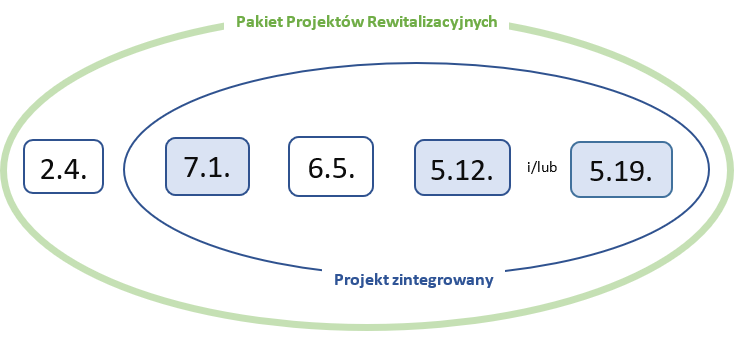 Pakiet Projektów Rewitalizacyjnych
2.4. 7.1. 6.5. 5.12. i/lub 5.19.
Projekt zintegrowany